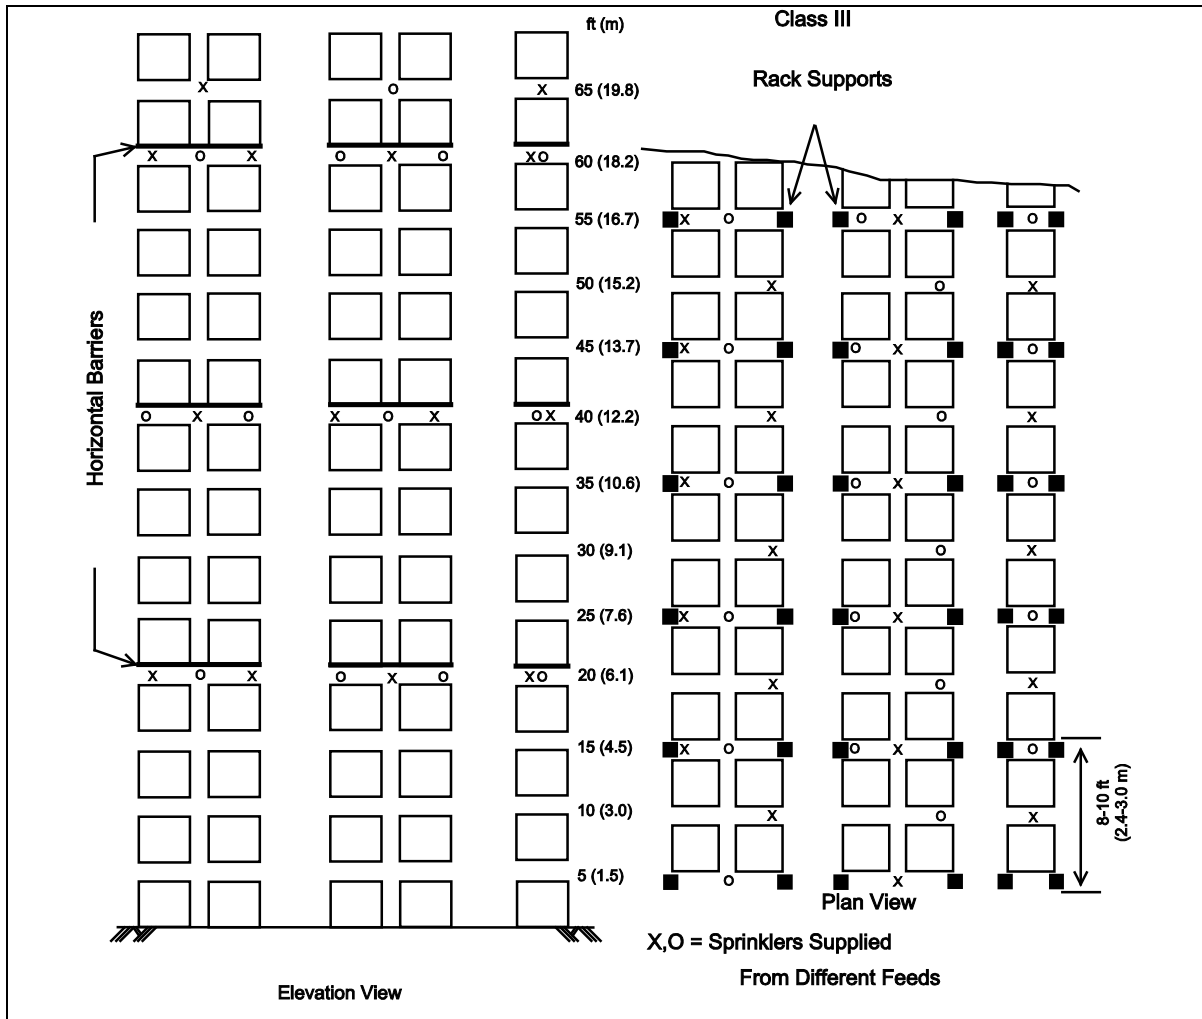 ft (m)
Class III
Rack Supports
65 (19.8)
X O X
X O X O X O XO
60 (18.2)
55 (16.7)
X O O X O
50 (15.2)
X O X
45 (13.7)
X O O X O
Horizontal Barriers
O X O X O X OX
40 (12.2)
X O X
35 (10.6)
X O O X O
30 (9.1)
X O X
25 (7.6)
X O O X O
X O X O X O XO
20 (6.1)
X O X
15 (4.5)
X O O X O
8-10 ft
(2.4-3.0 m)
10 (3.0)
X O X
5 (1.5)
O X
Plan View
X,O = Sprinklers Supplied
From Different Feeds
Elevation View